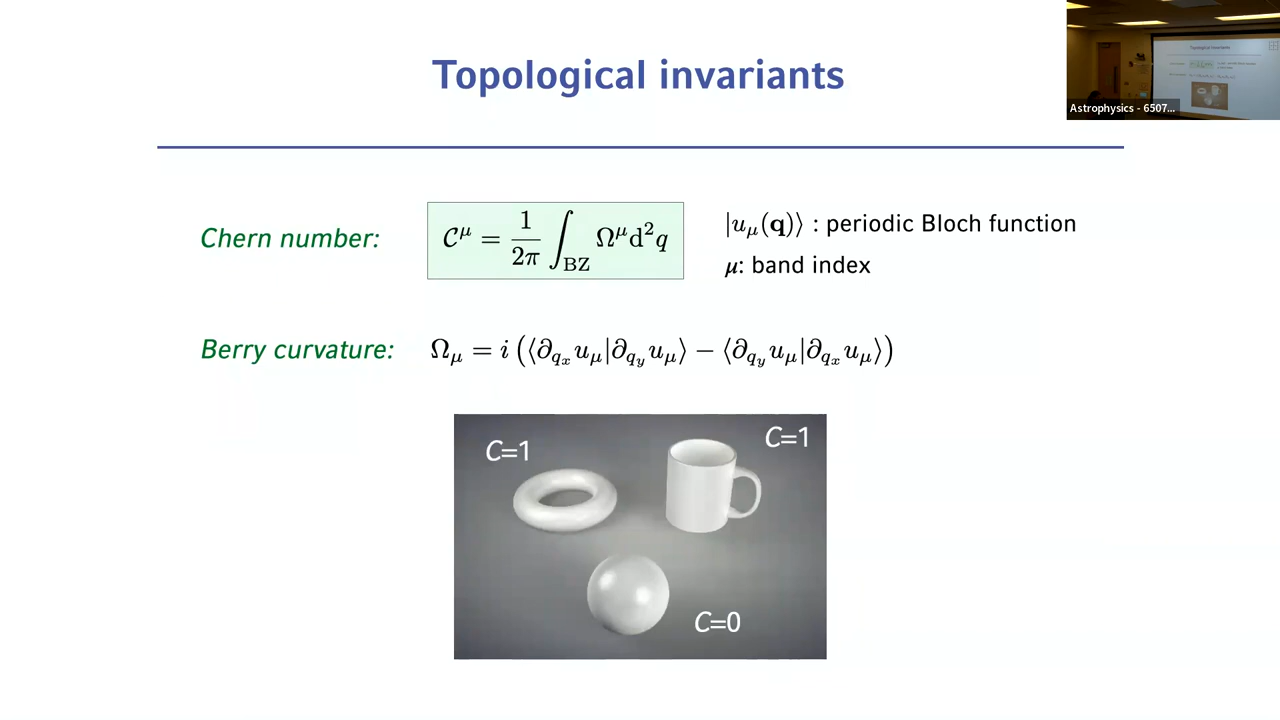 Topological invariants
Astrophysics - 6507...
Chern number:
𝒞^μ = 1/2π ∫_BZ Ω^μ d²q
|u_μ(𝐪)⟩ : periodic Bloch function
μ: band index
Berry curvature:
Ω_μ = i (⟨∂_{q_x} u_μ|∂_{q_y} u_μ⟩ − ⟨∂_{q_y} u_μ|∂_{q_x} u_μ⟩)
C=1
C=1
C=0